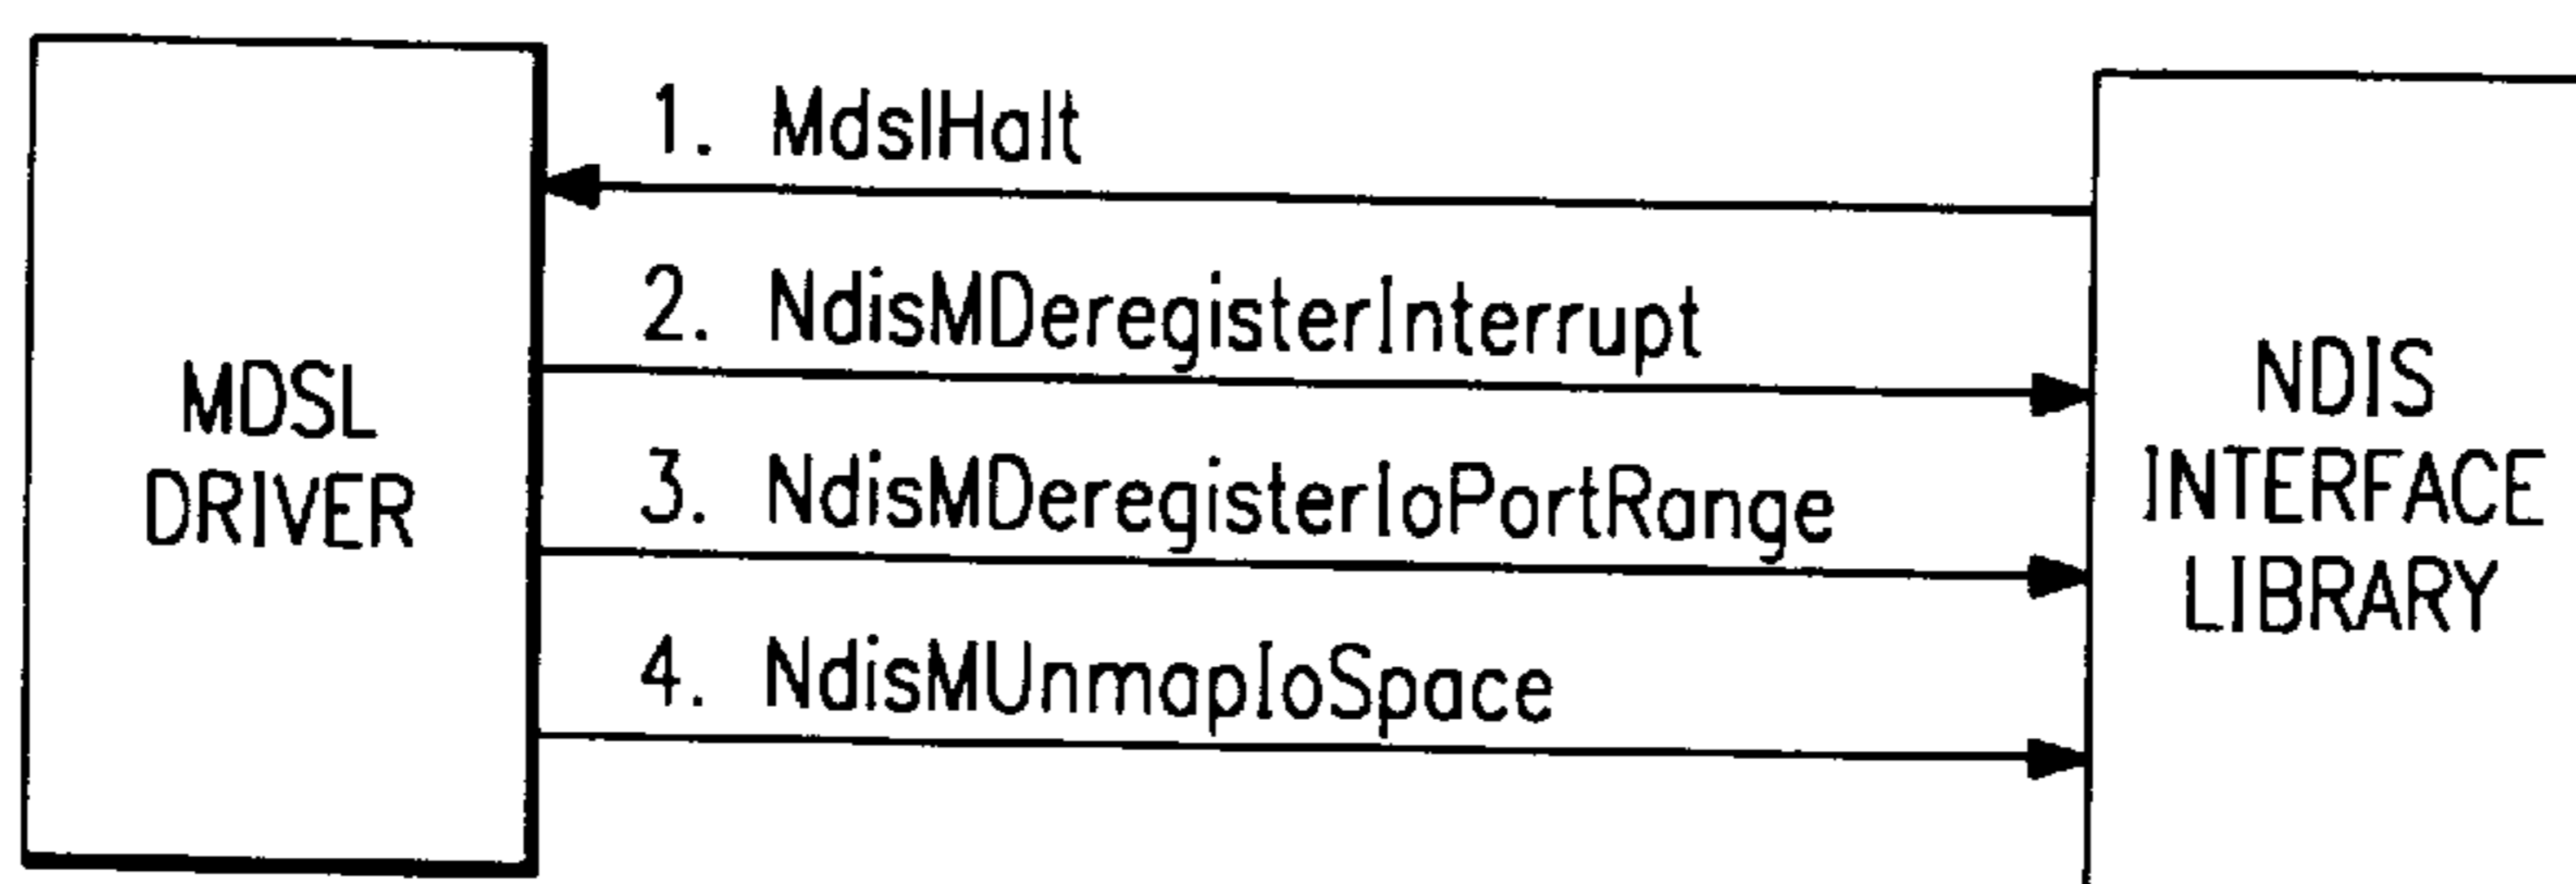 MDSL
DRIVER
1. MdslHalt
2. NdisMDeregisterInterrupt
3. NdisMDeregisterIoPortRange
4. NdisMUnmapIoSpace
NDIS
INTERFACE
LIBRARY